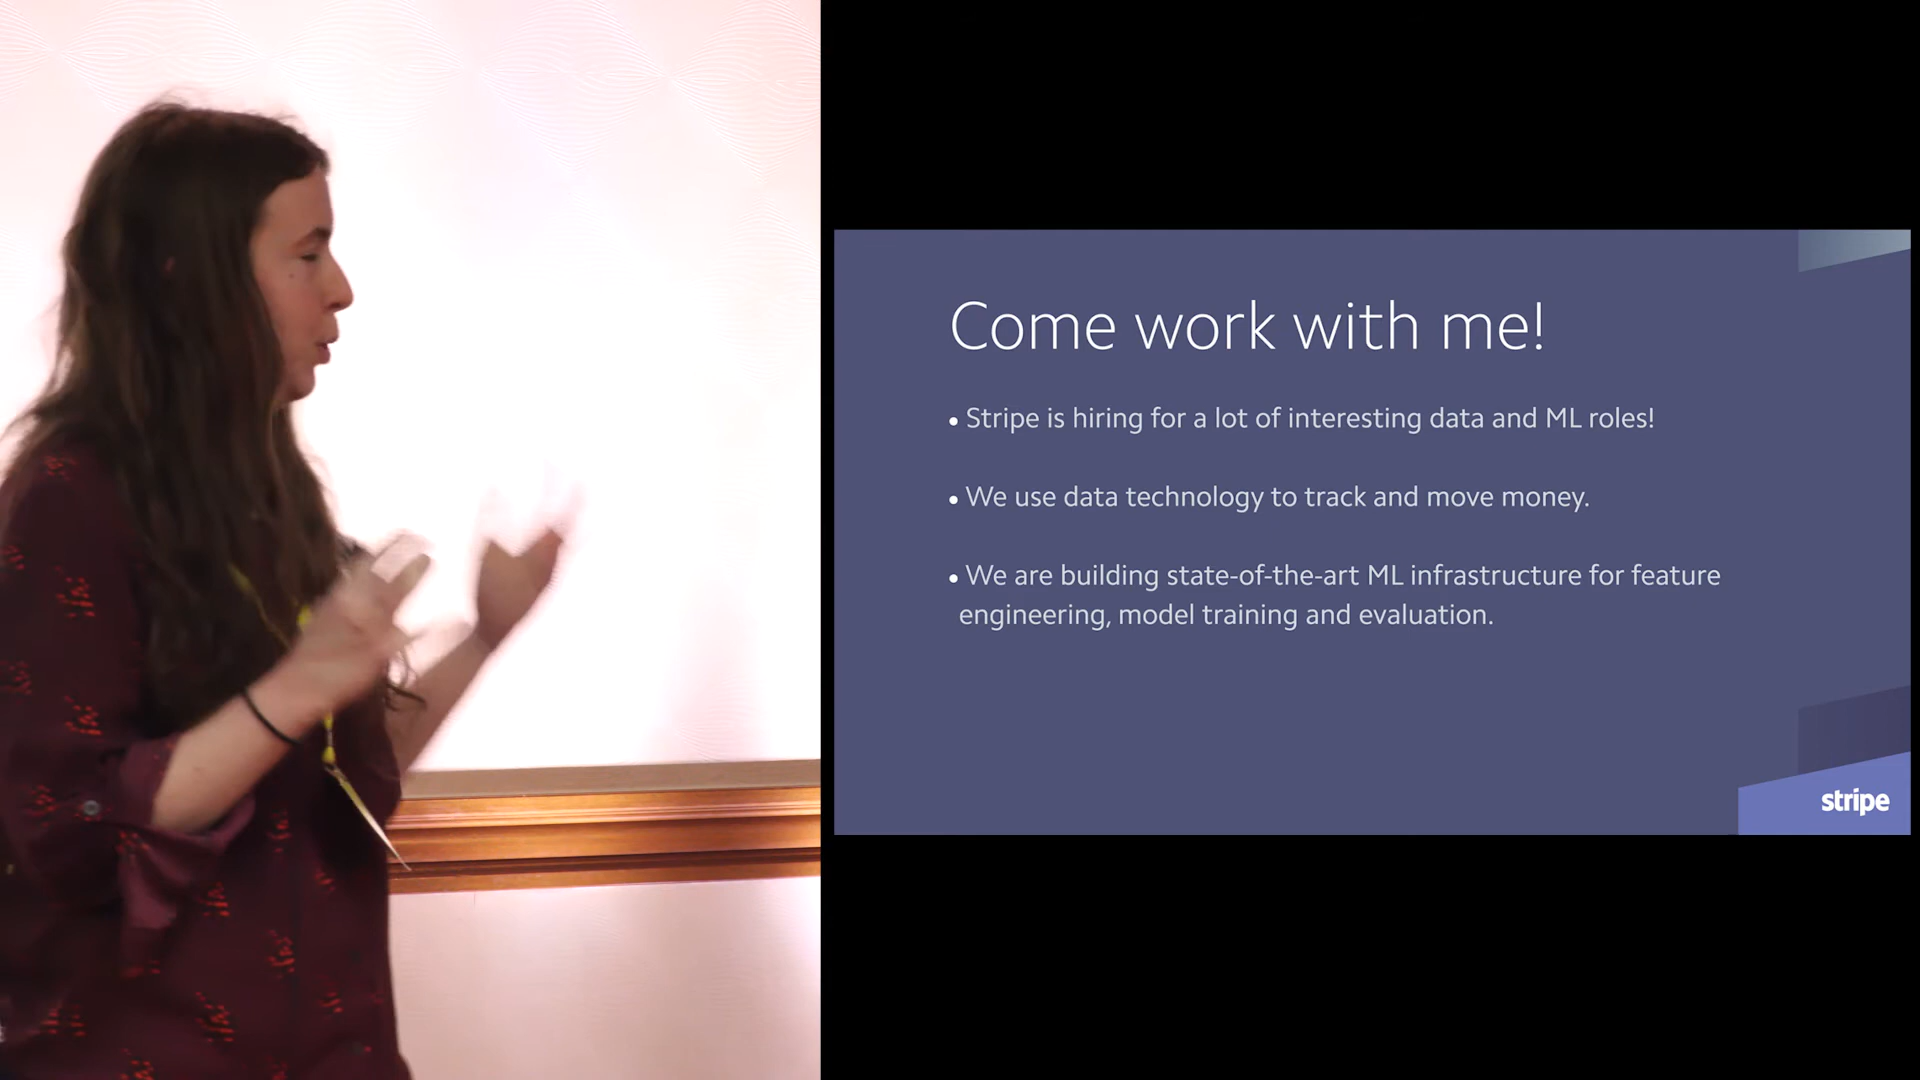 Come work with me!
• Stripe is hiring for a lot of interesting data and ML roles!
• We use data technology to track and move money.
• We are building state-of-the-art ML infrastructure for feature
engineering, model training and evaluation.
stripe